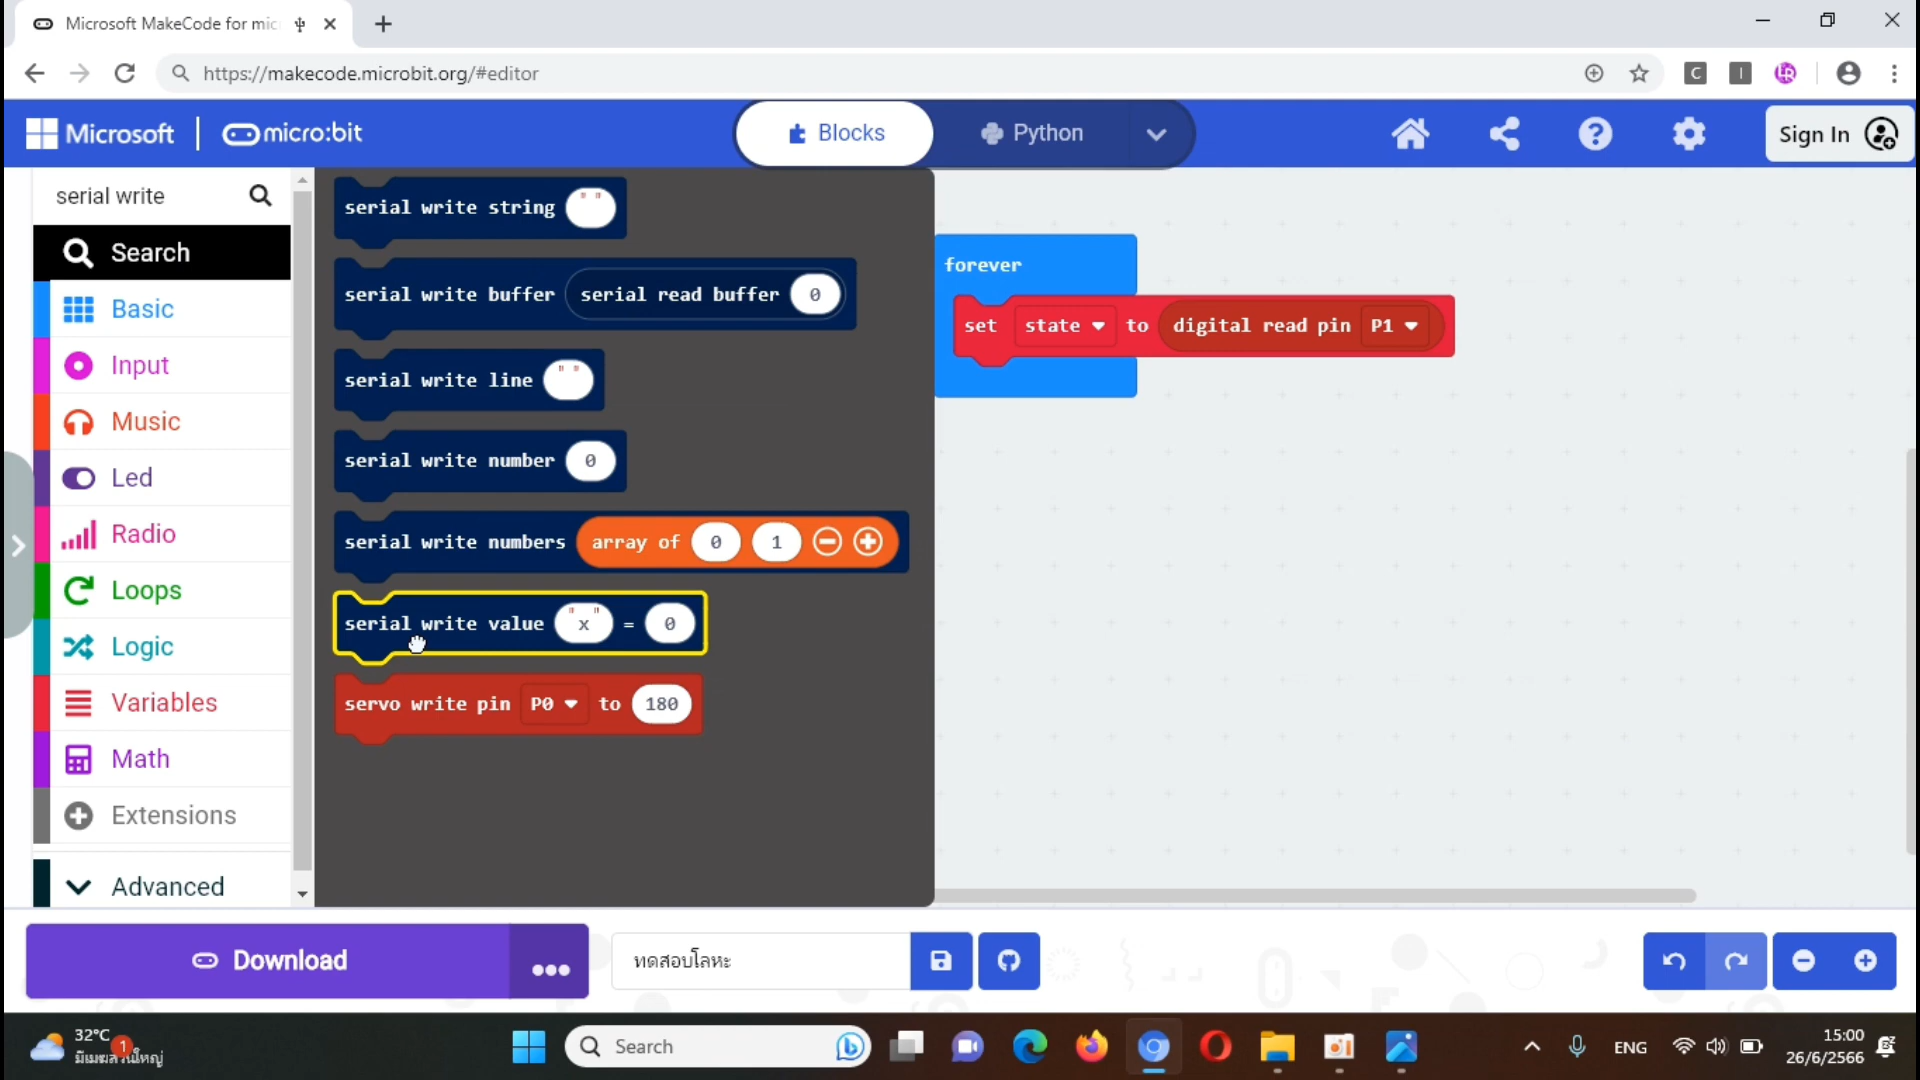 Microsoft MakeCode for mic
https://makecode.microbit.org/#editor
Microsoft
micro:bit
Blocks
Python
Sign In
serial write
Search
Basic
Input
Music
Led
Radio
Loops
Logic
Variables
Math
Extensions
Advanced
serial write string " "
serial write buffer serial read buffer 0
serial write line " "
serial write number 0
serial write numbers array of 0 1
serial write value "x" = 0
servo write pin P0 to 180
forever
set state to digital read pin P1
Download
ทดสอบโลหะ
32°C
1
Search
ENG
15:00
26/6/2566